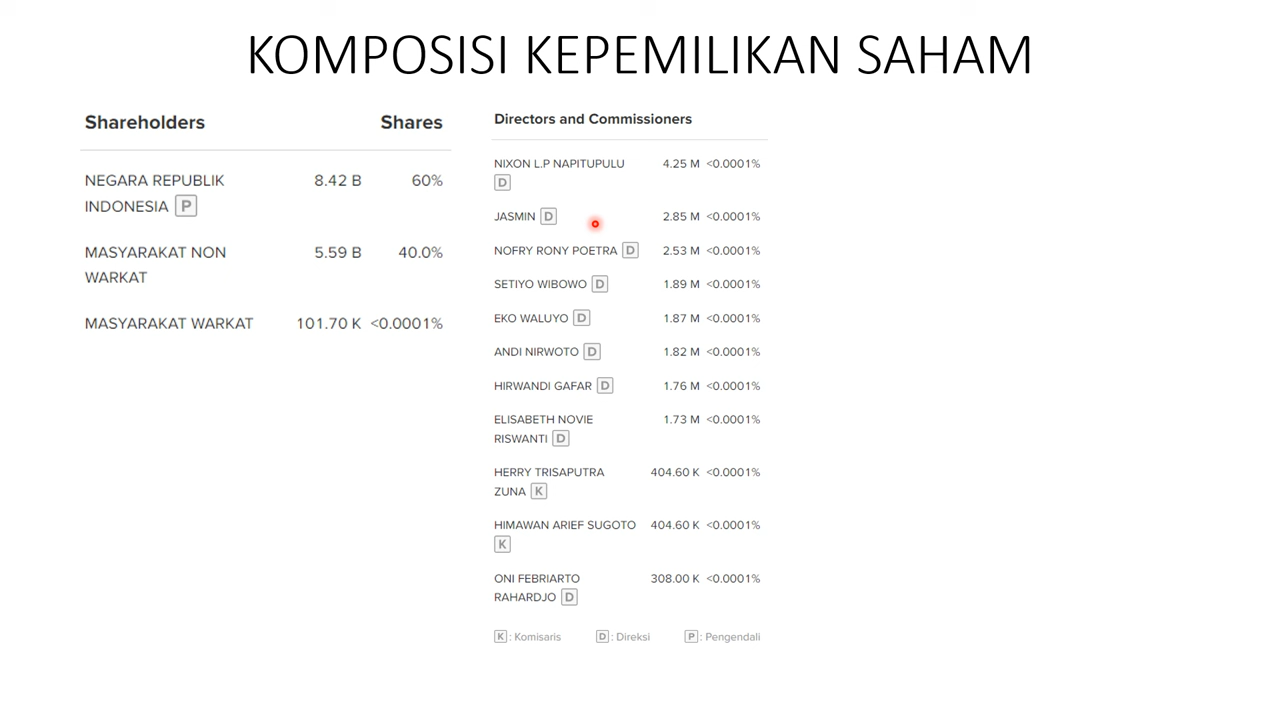 KOMPOSISI KEPEMILIKAN SAHAM
Shareholders Shares
NEGARA REPUBLIK 8.42 B 60%
INDONESIA P
MASYARAKAT NON 5.59 B 40.0%
WARKAT
MASYARAKAT WARKAT 101.70 K <0.0001%
Directors and Commissioners
NIXON L.P NAPITUPULU 4.25 M <0.0001%
D
JASMIN D 2.85 M <0.0001%
NOFRY RONY POETRA D 2.53 M <0.0001%
SETIYO WIBOWO D 1.89 M <0.0001%
EKO WALUYO D 1.87 M <0.0001%
ANDI NIRWOTO D 1.82 M <0.0001%
HIRWANDI GAFAR D 1.76 M <0.0001%
ELISABETH NOVIE 1.73 M <0.0001%
RISWANTI D
HERRY TRISAPUTRA 404.60 K <0.0001%
ZUNA K
HIMAWAN ARIEF SUGOTO 404.60 K <0.0001%
K
ONI FEBRIARTO 308.00 K <0.0001%
RAHARDJO D
K : Komisaris D : Direksi P : Pengendali